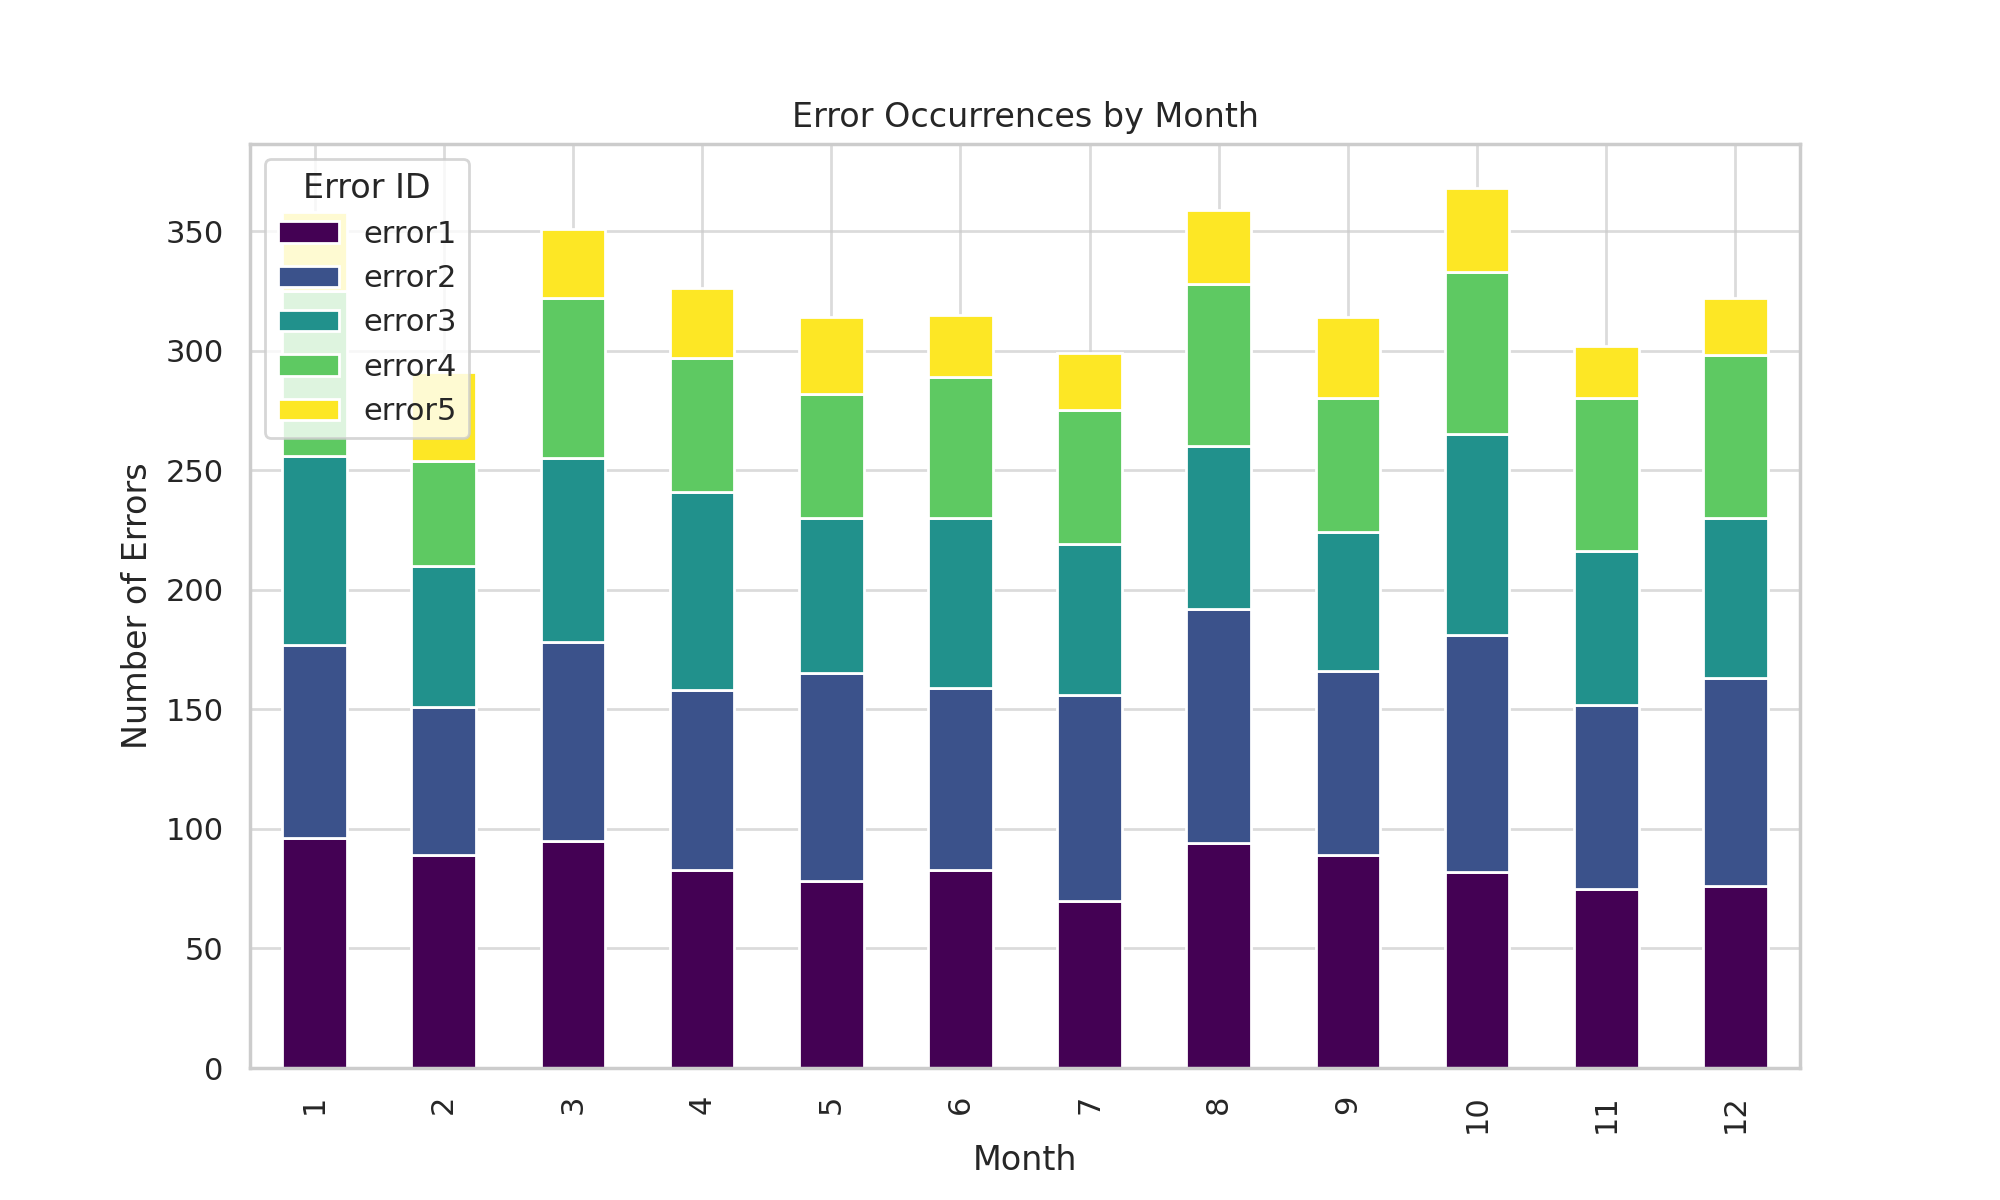 Error Occurrences by Month
Error ID
error1
error2
error3
error4
error5
Number of Errors
350
300
250
200
150
100
50
0
1 2 3 4 5 6 7 8 9 10 11 12
Month